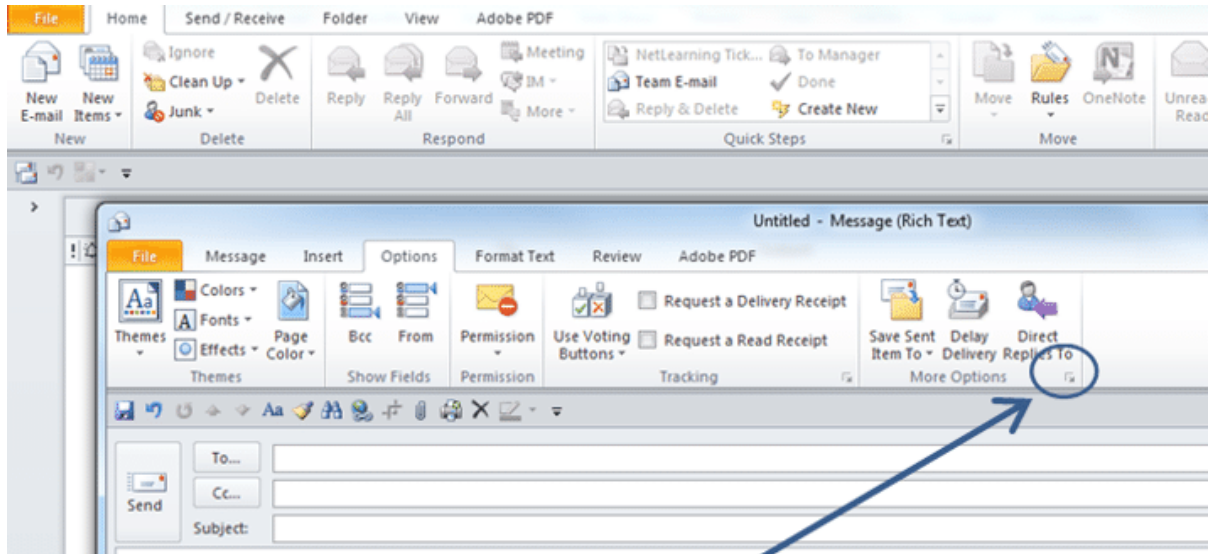 File Home Send / Receive Folder View Adobe PDF
Ignore
Clean Up
Junk
New E-mail
New Items
Delete
Reply
Reply All
Forward
Meeting
IM
More
NetLearning Tick...
To Manager
Team E-mail
Done
Reply & Delete
Create New
Move
Rules
OneNote
New Delete Respond Quick Steps Move
Untitled - Message (Rich Text)
File Message Insert Options Format Text Review Adobe PDF
Themes
Colors
Fonts
Effects
Page Color
Bcc
From
Permission
Use Voting Buttons
Request a Delivery Receipt
Request a Read Receipt
Save Sent Item To
Delay Delivery
Direct Replies To
Themes Show Fields Permission Tracking More Options
Send
To...
Cc...
Subject: